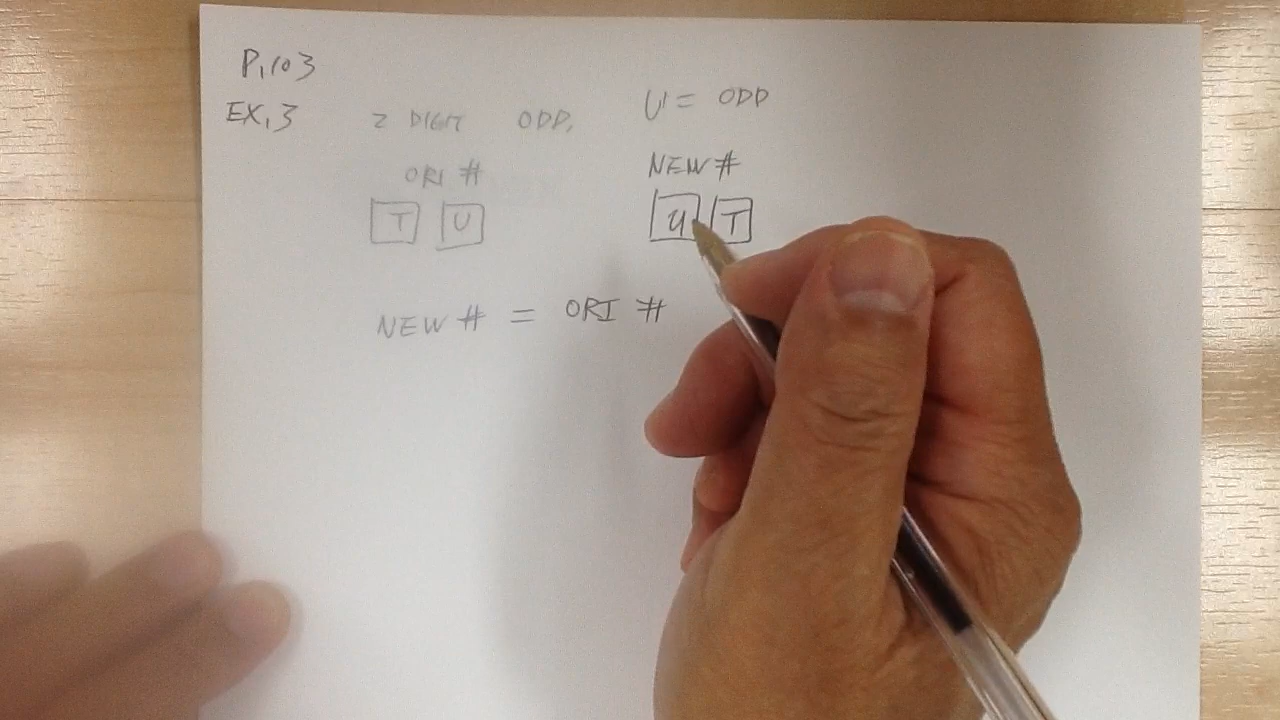 P.103
EX.3 2 DIGIT ODD, U = ODD
ORI # NEW #
T U U T
NEW # = ORI #